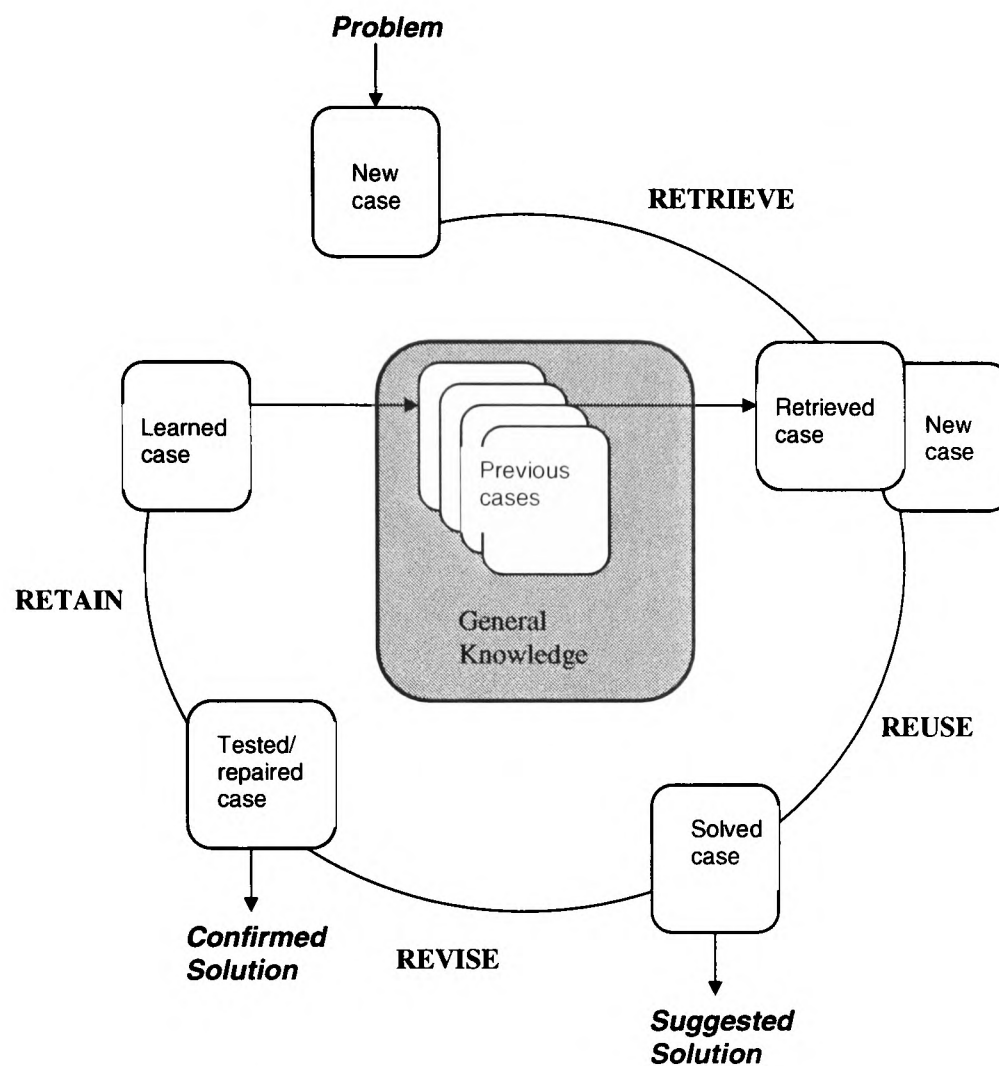 Problem
New
case
RETRIEVE
Learned
case
Previous
cases
Retrieved
case
New
case
General
Knowledge
RETAIN
REUSE
Tested/
repaired
case
Solved
case
Confirmed
Solution
REVISE
Suggested
Solution